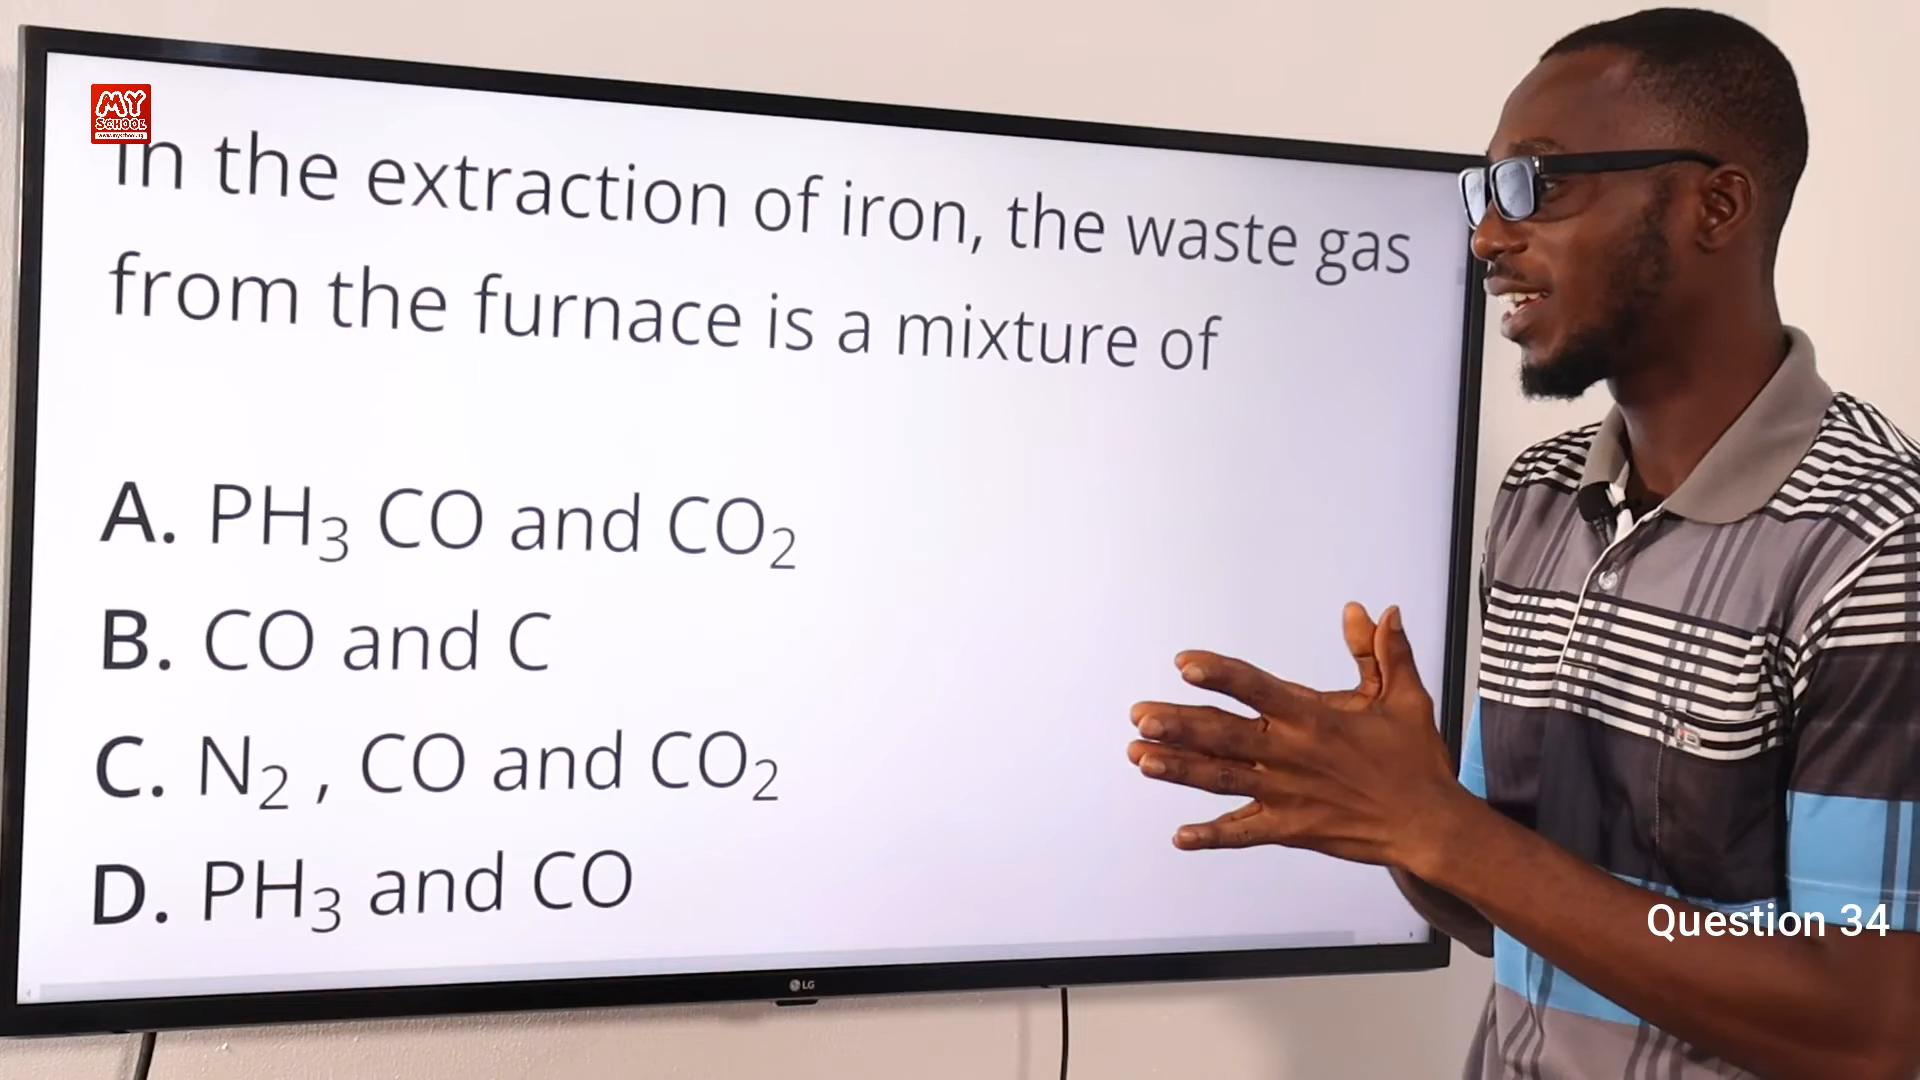 MY
SCHOOL
In the extraction of iron, the waste gas
from the furnace is a mixture of
A. PH₃ CO and CO₂
B. CO and C
C. N₂ , CO and CO₂
D. PH₃ and CO
Question 34
LG